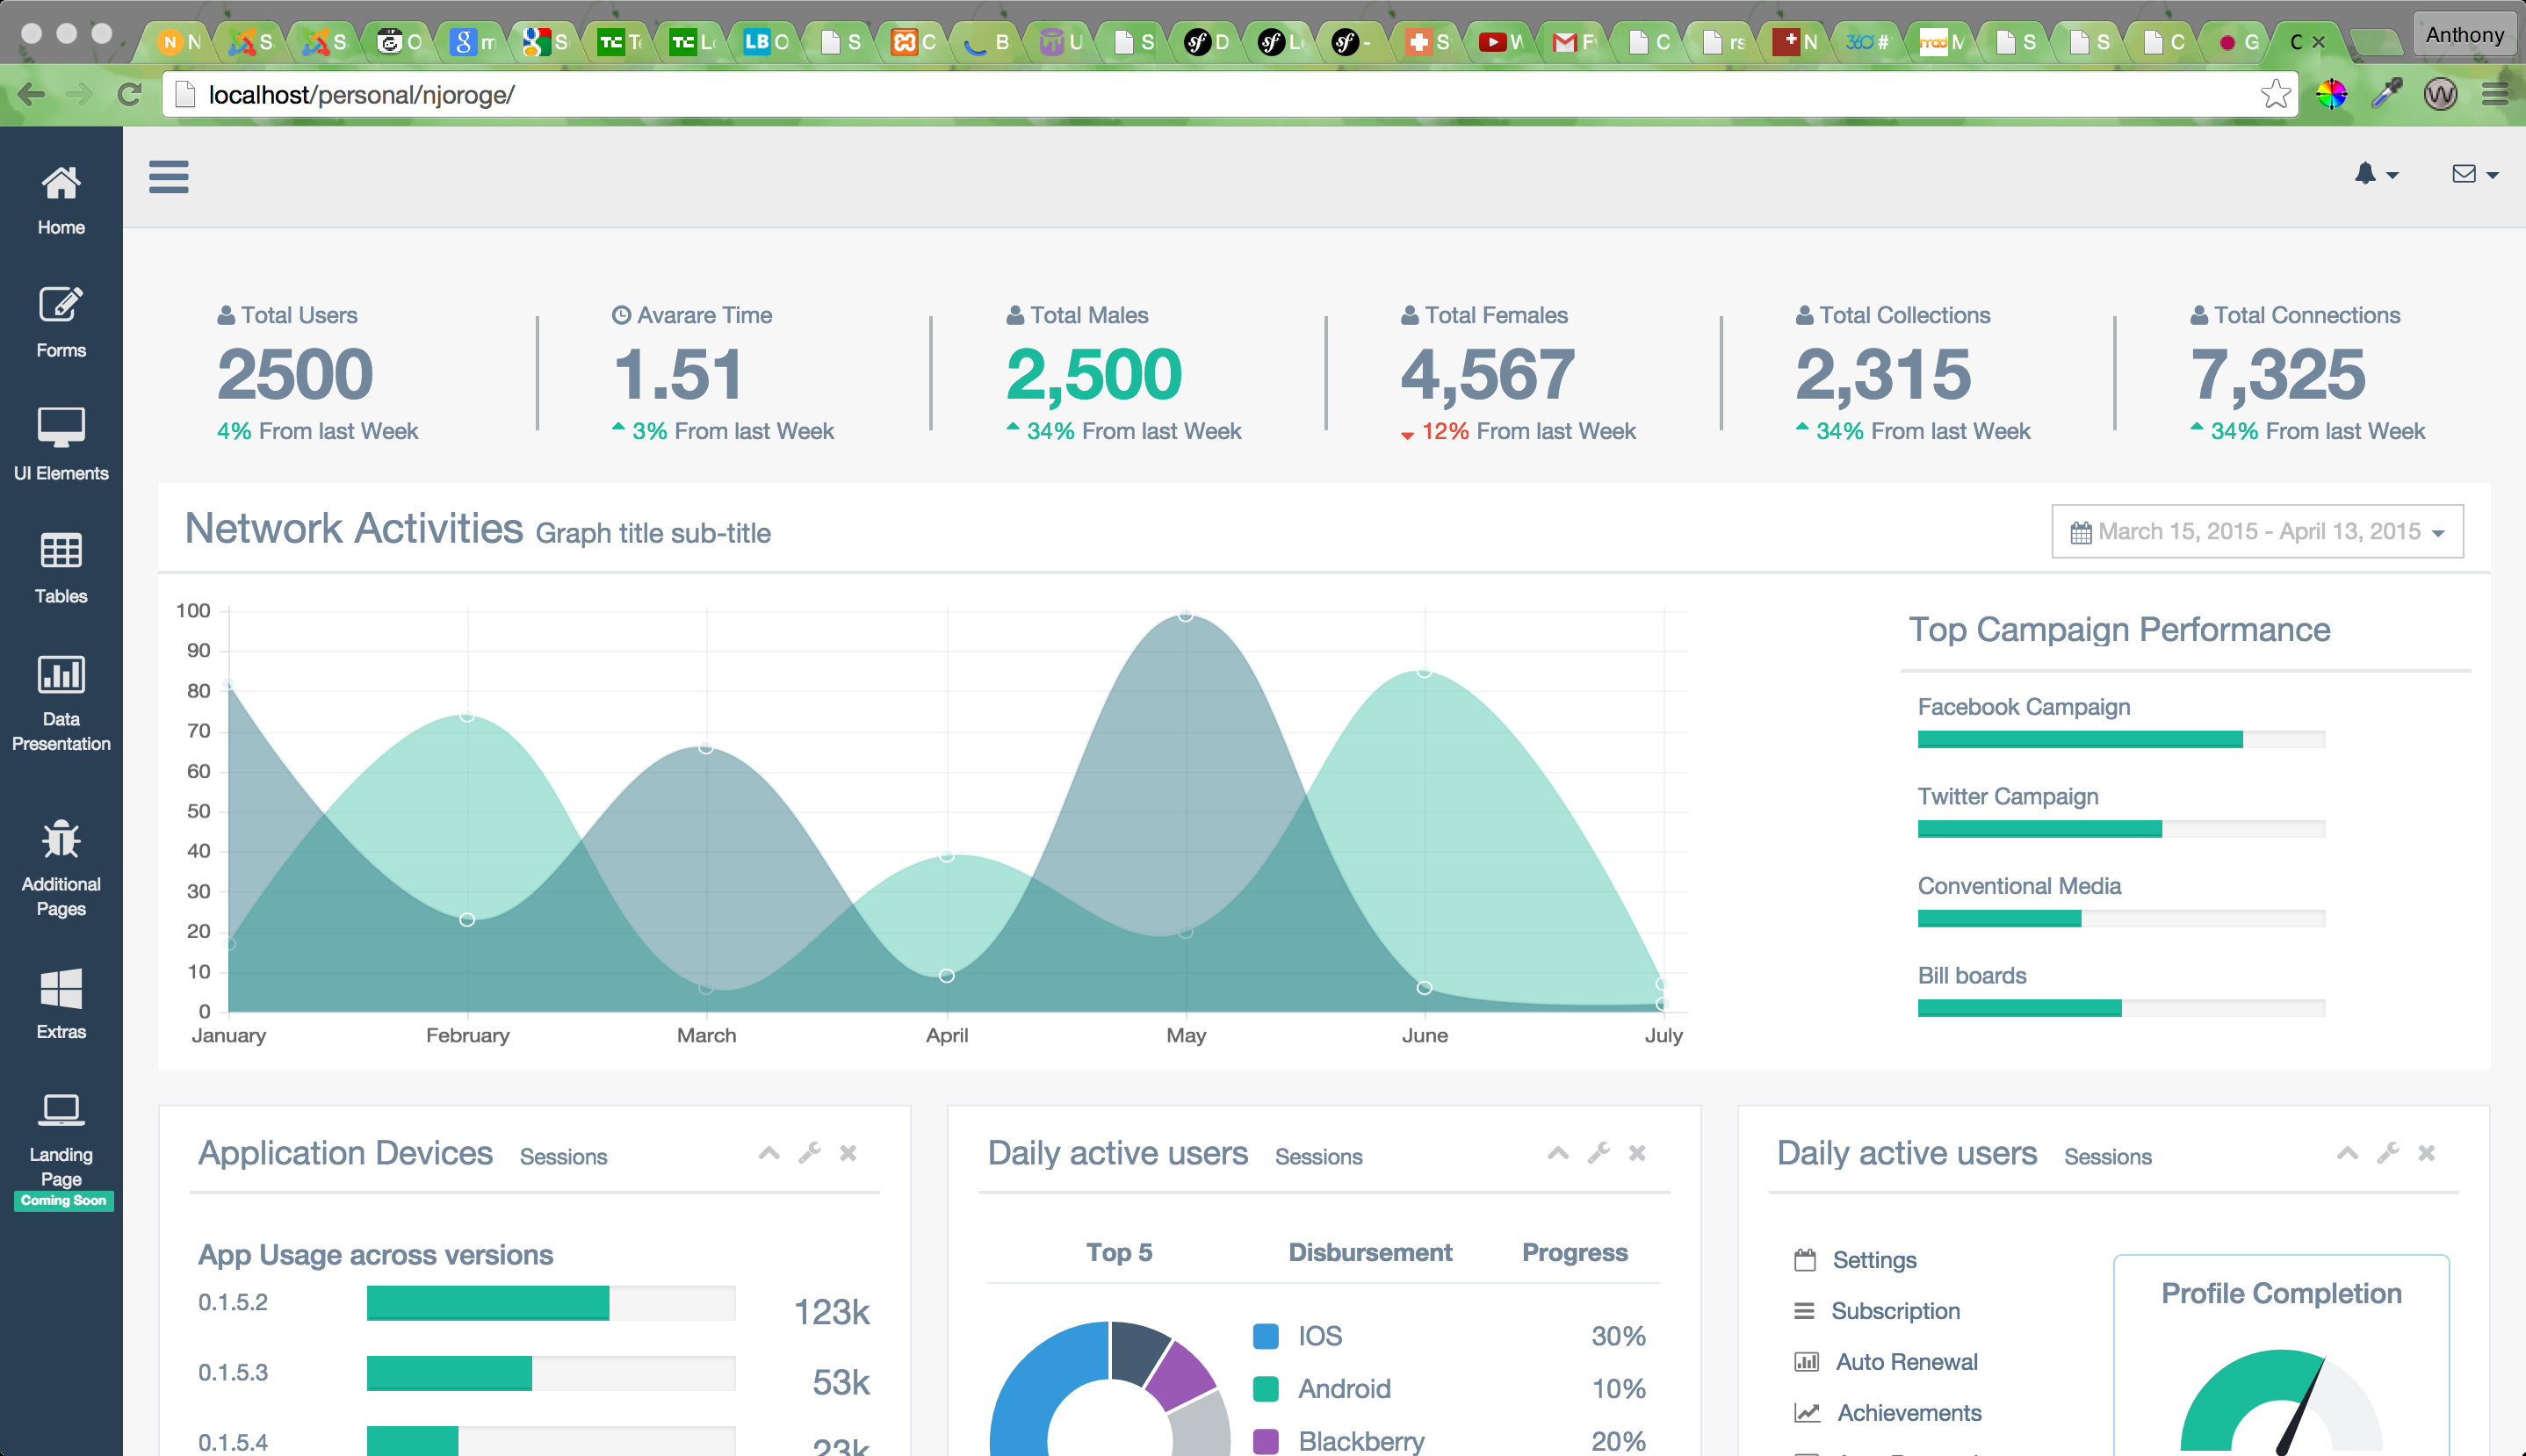 N S S O m S T L LB O S C B U S D L - S W F C rs N 360 # M S S C G C Anthony
localhost/personal/njoroge/
Home
Forms
UI Elements
Tables
Data
Presentation
Additional
Pages
Extras
Landing
Page
Coming Soon
Total Users
2500
4% From last Week
Avarare Time
1.51
3% From last Week
Total Males
2,500
34% From last Week
Total Females
4,567
12% From last Week
Total Collections
2,315
34% From last Week
Total Connections
7,325
34% From last Week
Network Activities Graph title sub-title
March 15, 2015 - April 13, 2015
100
90
80
70
60
50
40
30
20
10
0
January February March April May June July
Top Campaign Performance
Facebook Campaign
Twitter Campaign
Conventional Media
Bill boards
Application Devices Sessions
App Usage across versions
0.1.5.2 123k
0.1.5.3 53k
0.1.5.4 23k
Daily active users Sessions
Top 5 Disbursement Progress
IOS 30%
Android 10%
Blackberry 20%
Daily active users Sessions
Settings
Subscription
Auto Renewal
Achievements
Profile Completion